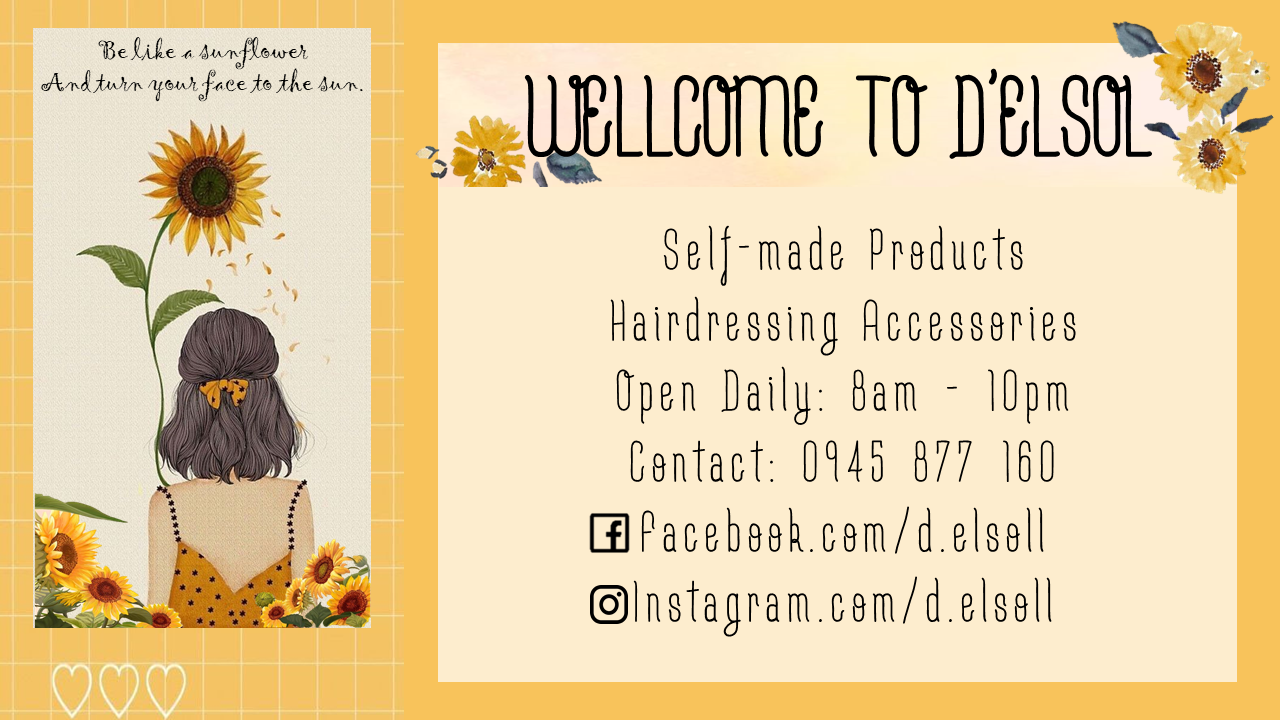 Be like a sunflower
And turn your face to the sun.
WELLCOME TO D'ELSOL
Self-made Products
Hairdressing Accessories
Open Daily: 8am - 10pm
Contact: 0945 877 160
Facebook.com/d.elsoll
Instagram.com/d.elsoll